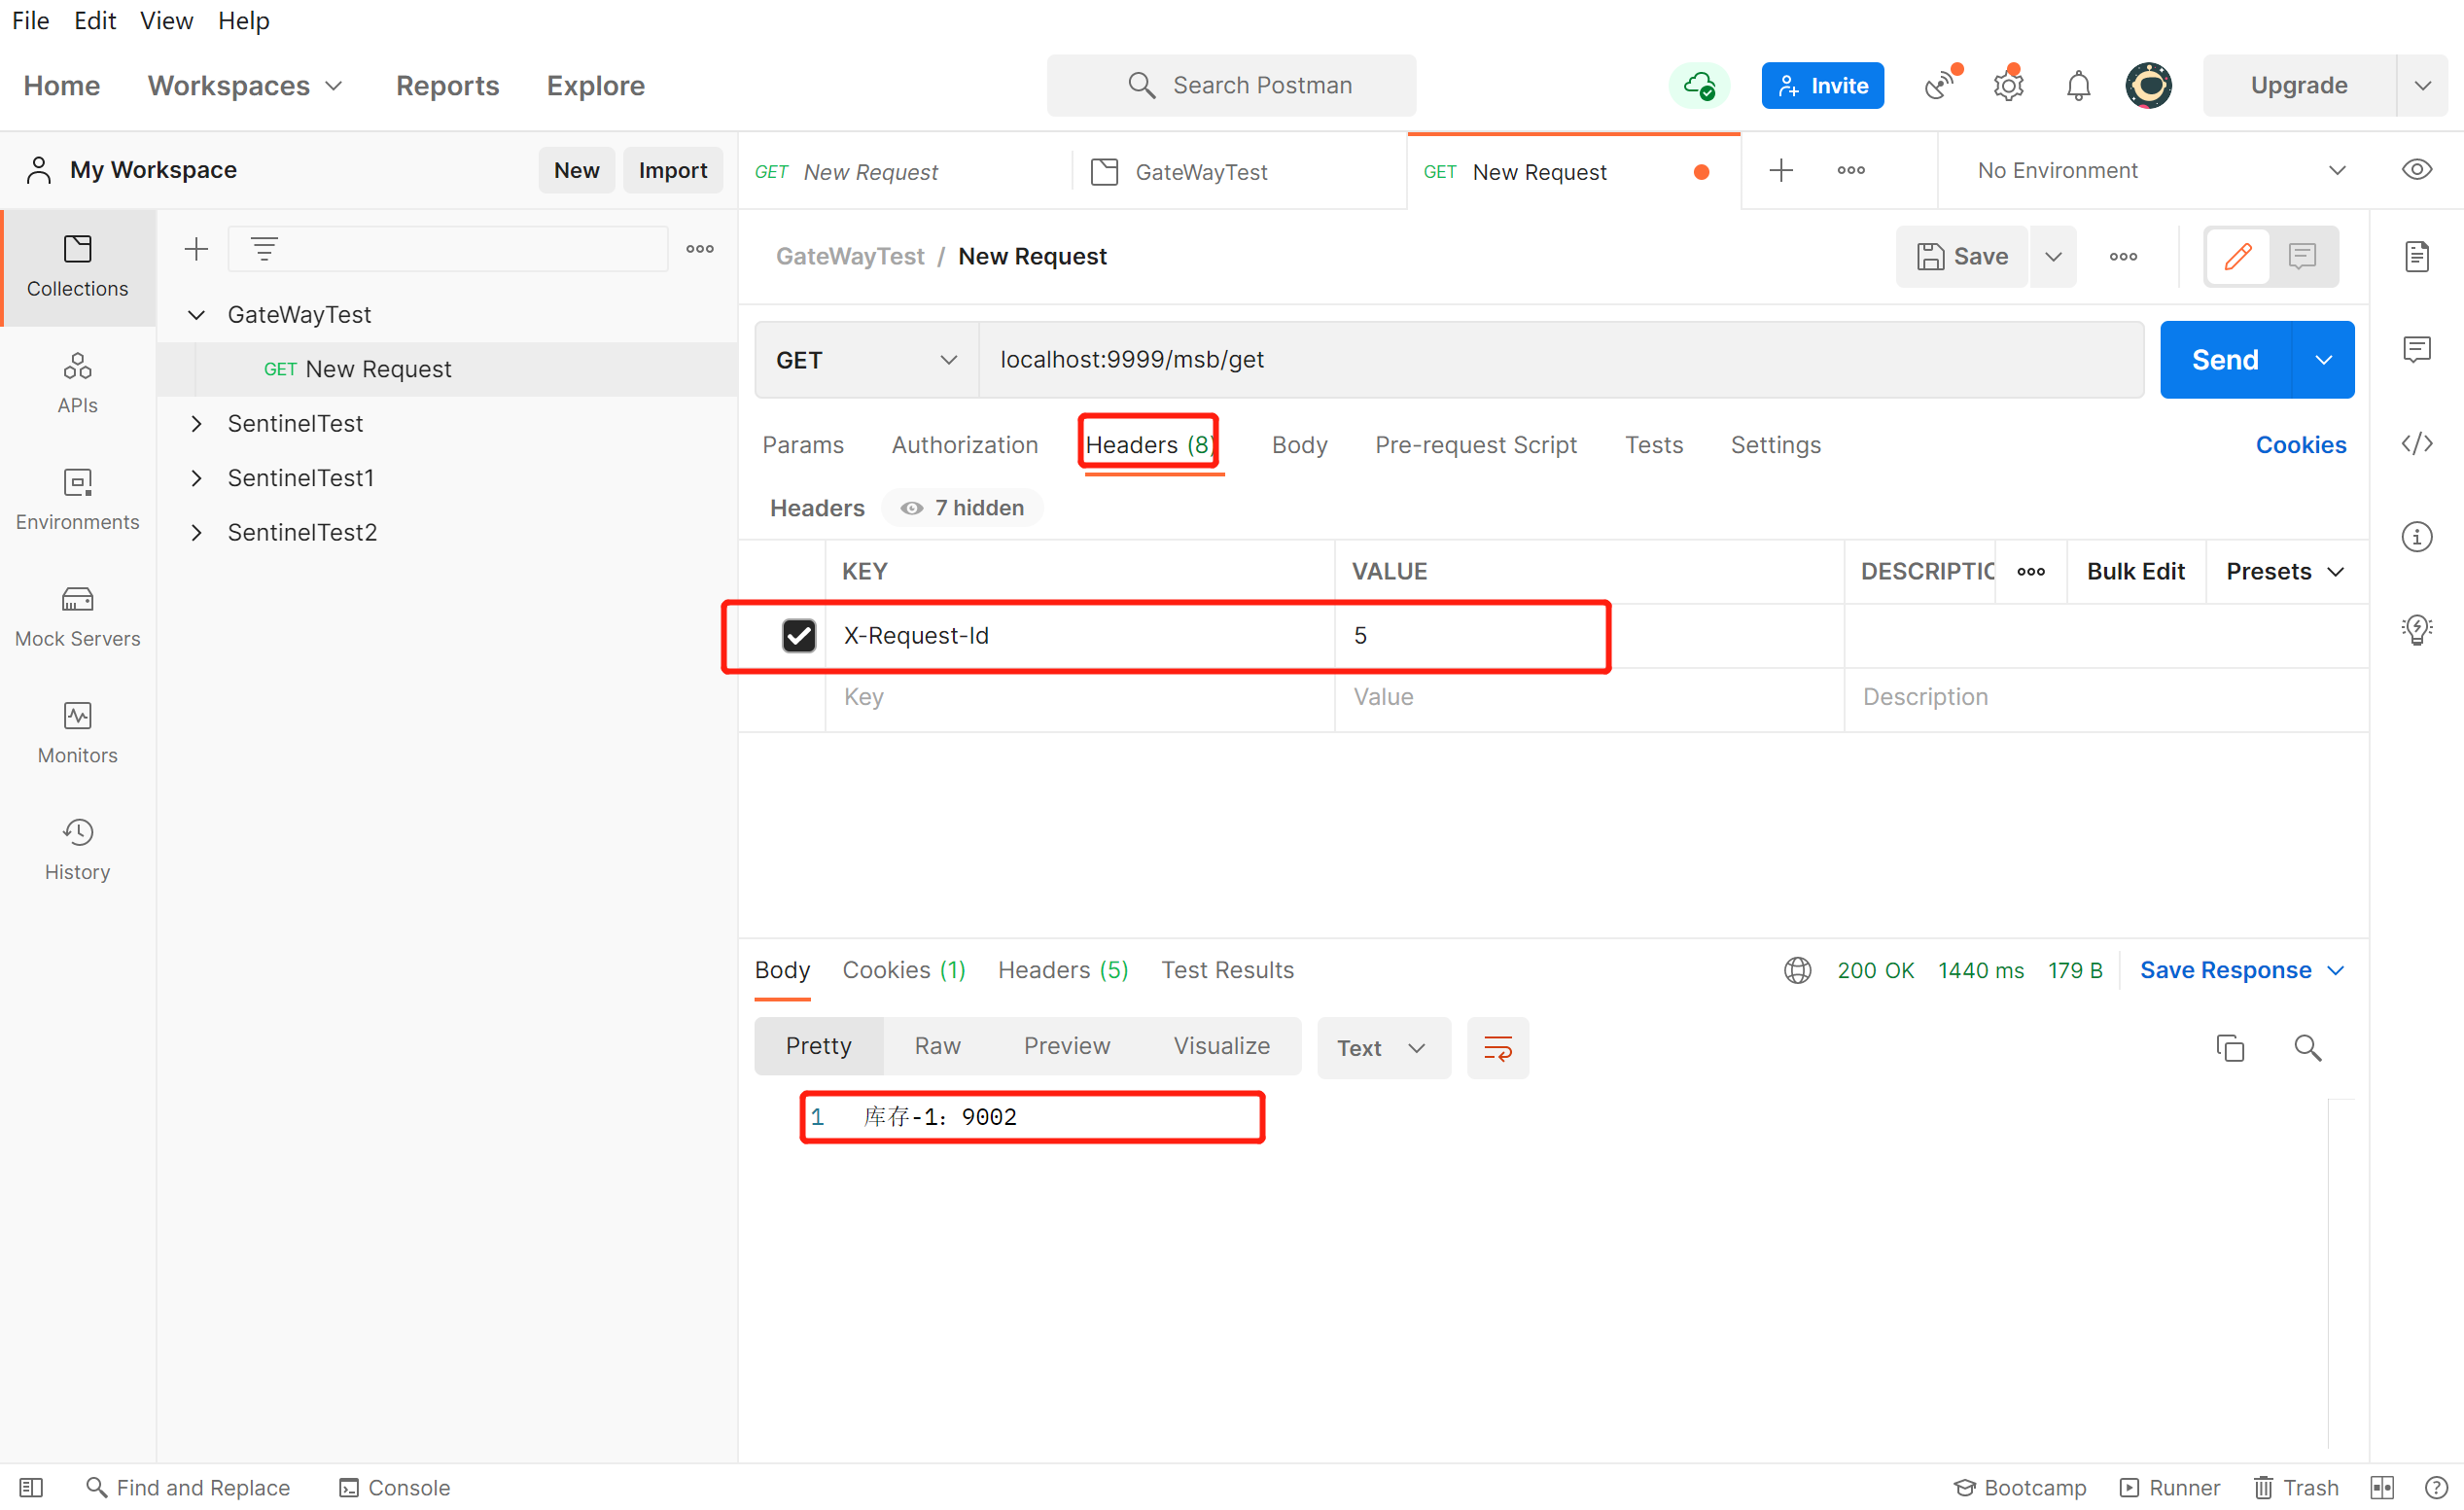 File Edit View Help
Home Workspaces Reports Explore Search Postman Invite Upgrade
My Workspace New Import GET New Request GateWayTest GET New Request No Environment
Collections
APIs
Environments
Mock Servers
Monitors
History
GateWayTest
GET New Request
SentinelTest
SentinelTest1
SentinelTest2
GateWayTest / New Request Save
GET localhost:9999/msb/get Send
Params Authorization Headers (8) Body Pre-request Script Tests Settings Cookies
Headers 7 hidden
KEY VALUE DESCRIPTIC Bulk Edit Presets
X-Request-Id 5
Key Value Description
Body Cookies (1) Headers (5) Test Results 200 OK 1440 ms 179 B Save Response
Pretty Raw Preview Visualize Text
1 库存-1: 9002
Find and Replace Console Bootcamp Runner Trash